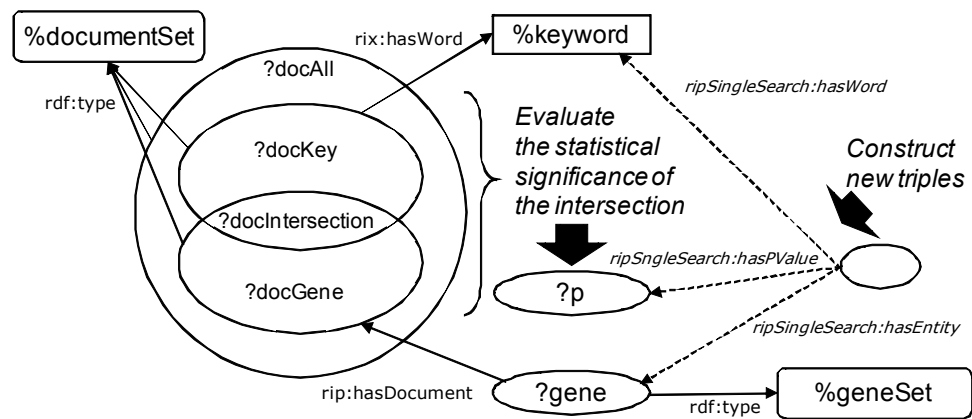 %documentSet
rix:hasWord
%keyword
?docAll
rdf:type
ripSingleSearch:hasWord
?docKey
Evaluate
the statistical
significance of
the intersection
Construct
new triples
?docIntersection
ripSngleSearch:hasPValue
?docGene
?p
ripSingleSearch:hasEntity
rip:hasDocument
?gene
%geneSet
rdf:type